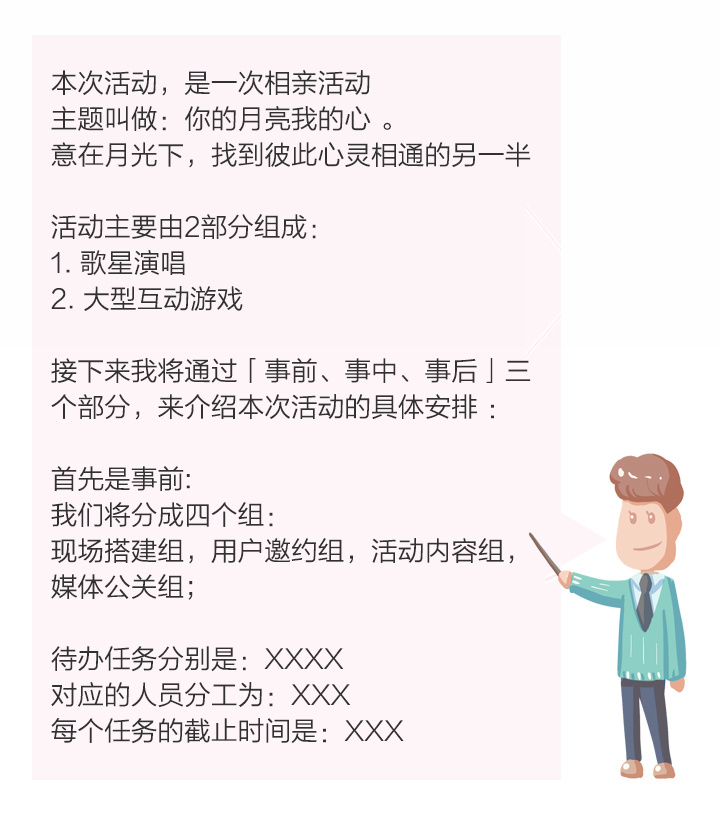 本次活动，是一次相亲活动
主题叫做：你的月亮我的心 。
意在月光下，找到彼此心灵相通的另一半
活动主要由2部分组成：
1. 歌星演唱
2. 大型互动游戏
接下来我将通过「 事前、事中、事后 」三
个部分，来介绍本次活动的具体安排 ：
首先是事前:
我们将分成四个组：
现场搭建组，用户邀约组，活动内容组，
媒体公关组；
待办任务分别是：XXXX
对应的人员分工为：XXX
每个任务的截止时间是：XXX